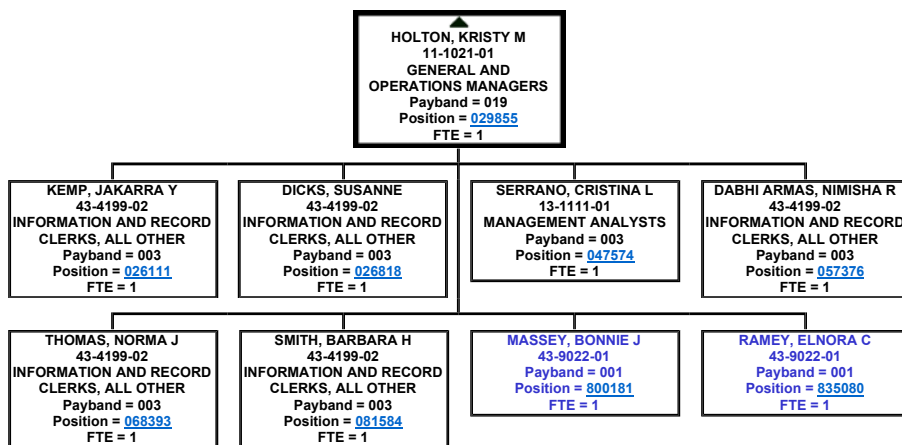 HOLTON, KRISTY M
11-1021-01
GENERAL AND
OPERATIONS MANAGERS
Payband = 019
Position = 029855
FTE = 1
KEMP, JAKARRA Y
43-4199-02
INFORMATION AND RECORD
CLERKS, ALL OTHER
Payband = 003
Position = 026111
FTE = 1
DICKS, SUSANNE
43-4199-02
INFORMATION AND RECORD
CLERKS, ALL OTHER
Payband = 003
Position = 026818
FTE = 1
SERRANO, CRISTINA L
13-1111-01
MANAGEMENT ANALYSTS
Payband = 003
Position = 047574
FTE = 1
DABHI ARMAS, NIMISHA R
43-4199-02
INFORMATION AND RECORD
CLERKS, ALL OTHER
Payband = 003
Position = 057376
FTE = 1
THOMAS, NORMA J
43-4199-02
INFORMATION AND RECORD
CLERKS, ALL OTHER
Payband = 003
Position = 068393
FTE = 1
SMITH, BARBARA H
43-4199-02
INFORMATION AND RECORD
CLERKS, ALL OTHER
Payband = 003
Position = 081584
FTE = 1
MASSEY, BONNIE J
43-9022-01
Payband = 001
Position = 800181
FTE = 1
RAMEY, ELNORA C
43-9022-01
Payband = 001
Position = 835080
FTE = 1